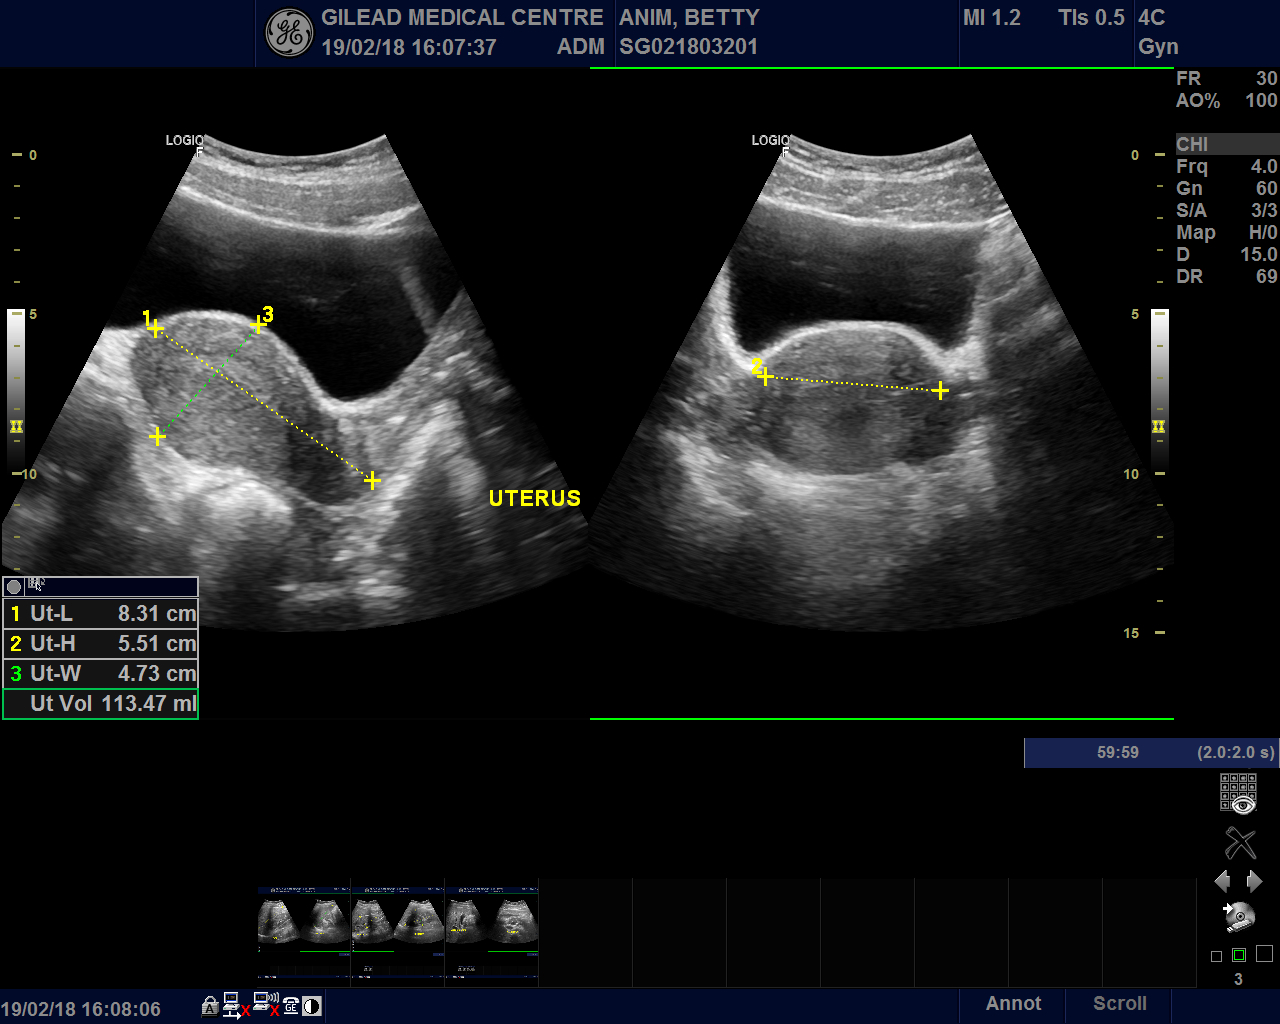 GILEAD MEDICAL CENTRE
19/02/18 16:07:37 ADM
ANIM, BETTY
SG021803201
MI 1.2 TIs 0.5
4C
Gyn
FR 30
AO% 100
CHI
Frq 4.0
Gn 60
S/A 3/3
Map H/0
D 15.0
DR 69
LOGIQ
F
LOGIQ
F
0
5
10
0
5
10
15
1
3
2
UTERUS
1 Ut-L 8.31 cm
2 Ut-H 5.51 cm
3 Ut-W 4.73 cm
Ut Vol 113.47 ml
59:59 (2.0:2.0 s)
3
19/02/18 16:08:06
Annot
Scroll